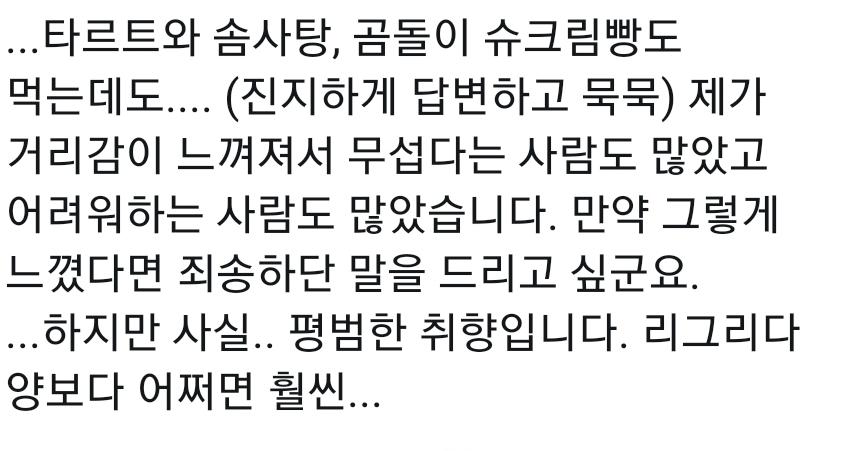 ...타르트와 솜사탕, 곰돌이 슈크림빵도
먹는데도.... (진지하게 답변하고 묵묵) 제가
거리감이 느껴져서 무섭다는 사람도 많았고
어려워하는 사람도 많았습니다. 만약 그렇게
느꼈다면 죄송하단 말을 드리고 싶군요.
...하지만 사실.. 평범한 취향입니다. 리그리다
양보다 어쩌면 훨씬...